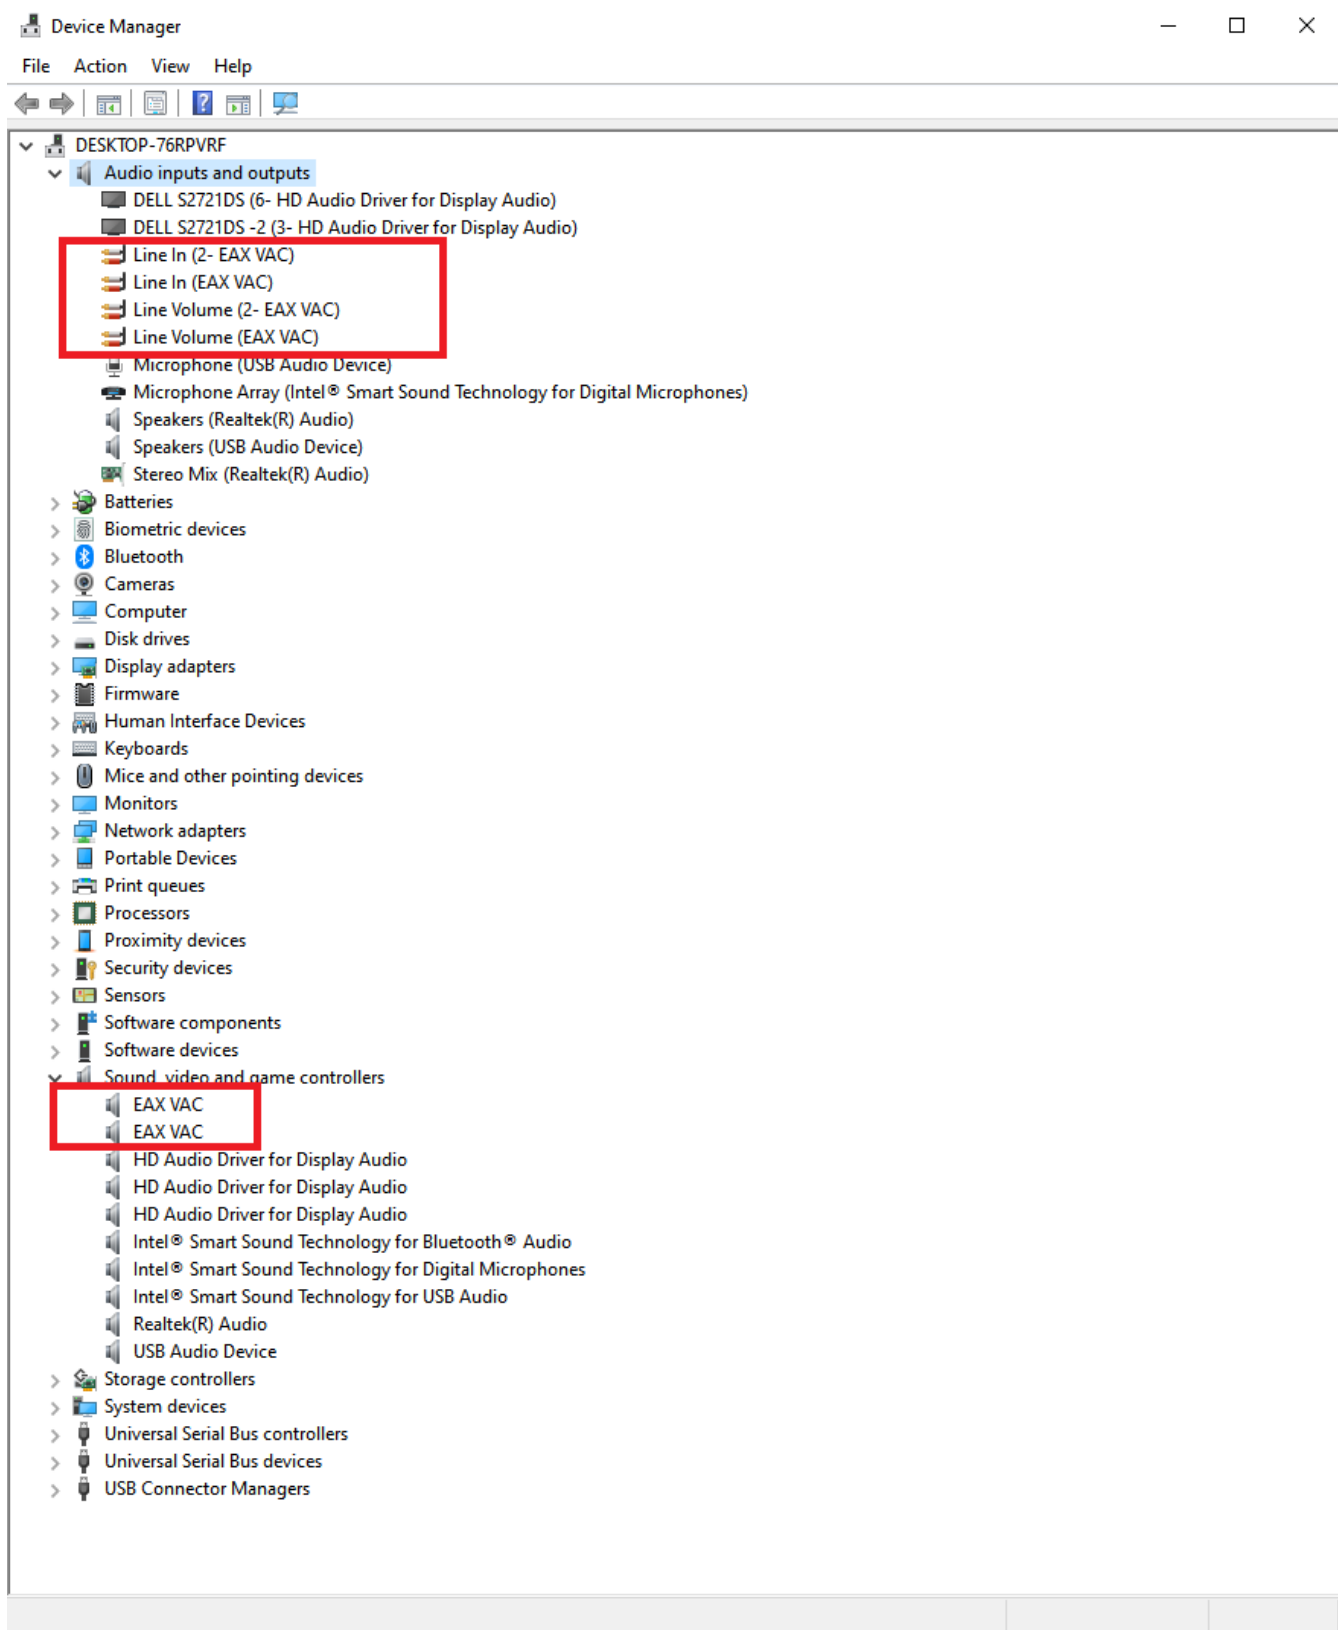 Device Manager
File Action View Help
DESKTOP-76RPVRF
Audio inputs and outputs
DELL S2721DS (6- HD Audio Driver for Display Audio)
DELL S2721DS -2 (3- HD Audio Driver for Display Audio)
Line In (2- EAX VAC)
Line In (EAX VAC)
Line Volume (2- EAX VAC)
Line Volume (EAX VAC)
Microphone (USB Audio Device)
Microphone Array (Intel® Smart Sound Technology for Digital Microphones)
Speakers (Realtek(R) Audio)
Speakers (USB Audio Device)
Stereo Mix (Realtek(R) Audio)
Batteries
Biometric devices
Bluetooth
Cameras
Computer
Disk drives
Display adapters
Firmware
Human Interface Devices
Keyboards
Mice and other pointing devices
Monitors
Network adapters
Portable Devices
Print queues
Processors
Proximity devices
Security devices
Sensors
Software components
Software devices
Sound, video and game controllers
EAX VAC
EAX VAC
HD Audio Driver for Display Audio
HD Audio Driver for Display Audio
HD Audio Driver for Display Audio
Intel® Smart Sound Technology for Bluetooth® Audio
Intel® Smart Sound Technology for Digital Microphones
Intel® Smart Sound Technology for USB Audio
Realtek(R) Audio
USB Audio Device
Storage controllers
System devices
Universal Serial Bus controllers
Universal Serial Bus devices
USB Connector Managers